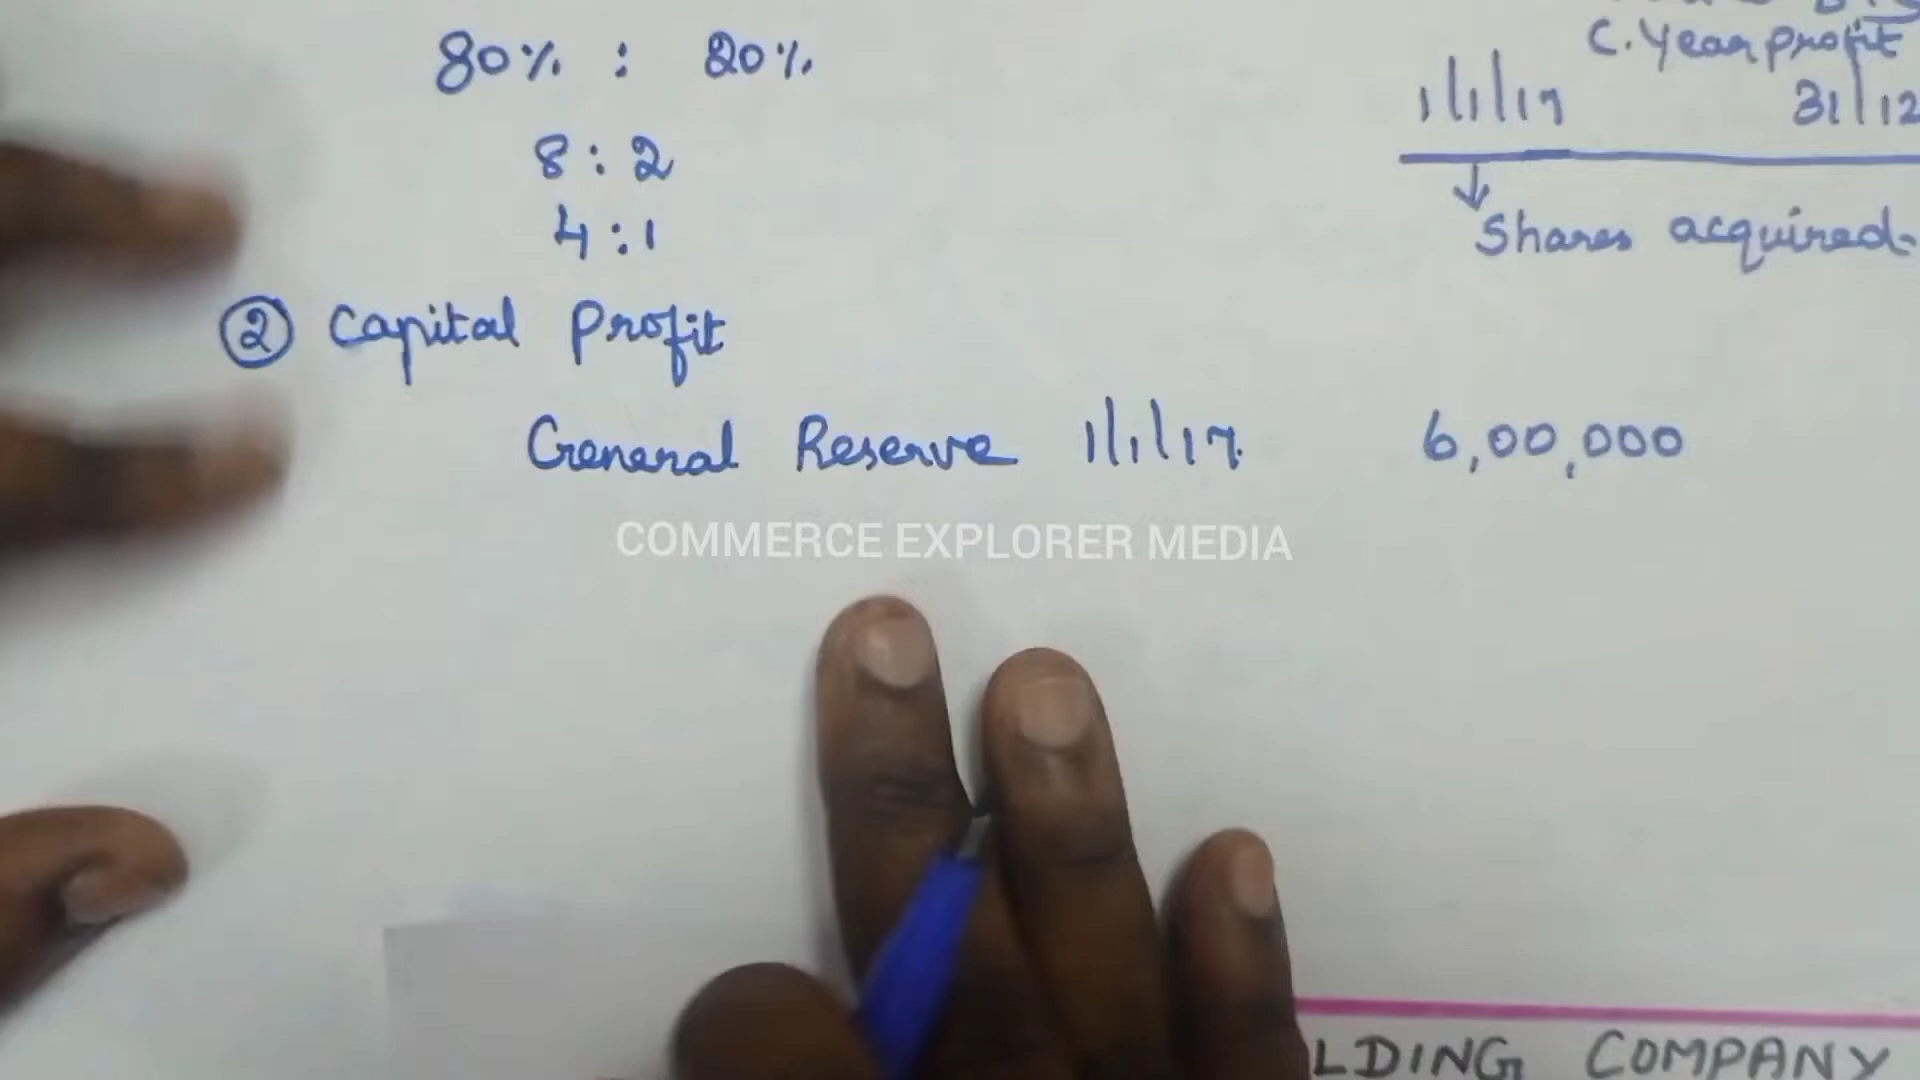 80% : 20%
8 : 2
4 : 1
② Capital Profit
General Reserve 1/1/17 6,00,000
C. Year profit
1/1/17 31/12
Shares acquired
COMMERCE EXPLORER MEDIA
LDING COMPANY